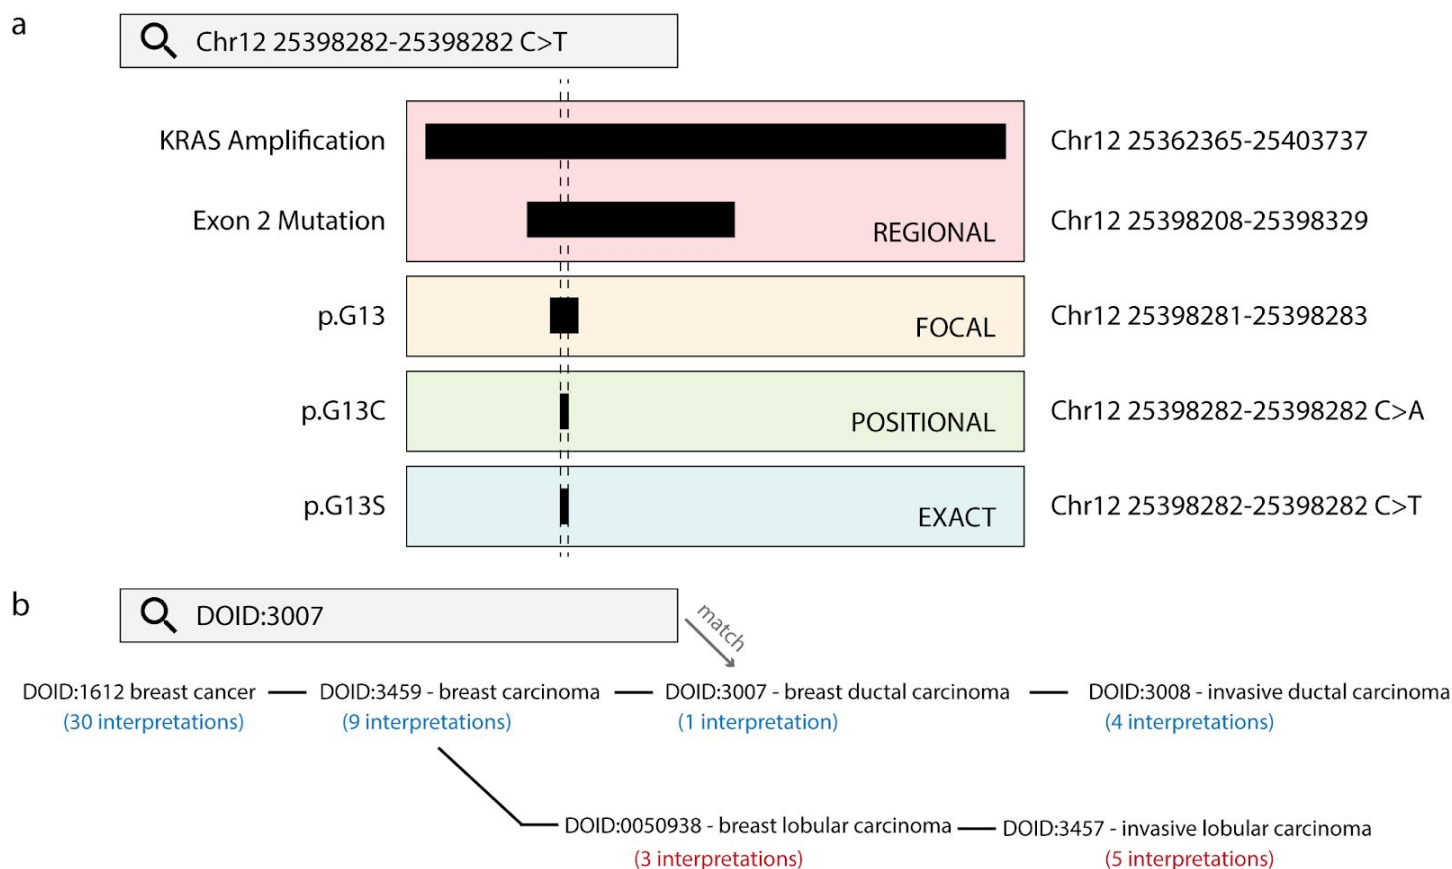 a
Chr12 25398282-25398282 C>T
KRAS Amplification
Chr12 25362365-25403737
Exon 2 Mutation
REGIONAL
Chr12 25398208-25398329
p.G13
FOCAL
Chr12 25398281-25398283
p.G13C
POSITIONAL
Chr12 25398282-25398282 C>A
p.G13S
EXACT
Chr12 25398282-25398282 C>T
b
DOID:3007
match
DOID:1612 breast cancer
DOID:3459 - breast carcinoma
DOID:3007 - breast ductal carcinoma
DOID:3008 - invasive ductal carcinoma
(30 interpretations)
(9 interpretations)
(1 interpretation)
(4 interpretations)
DOID:0050938 - breast lobular carcinoma
DOID:3457 - invasive lobular carcinoma
(3 interpretations)
(5 interpretations)